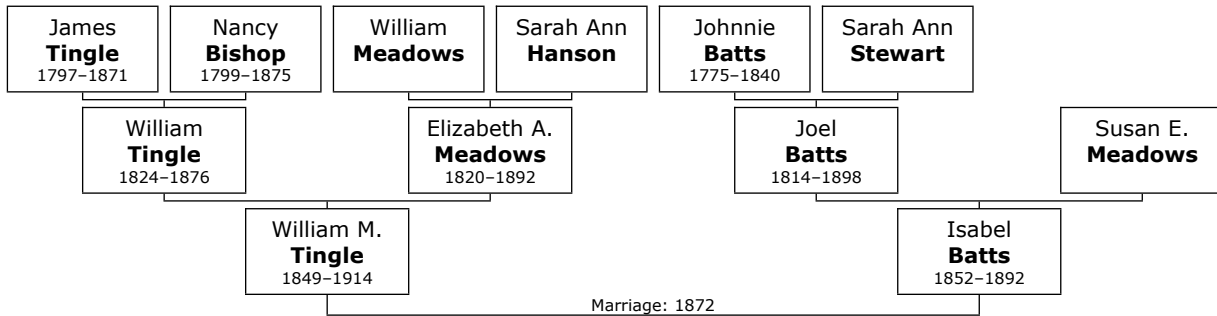 James
Tingle
1797–1871
Nancy
Bishop
1799–1875
William
Meadows
Sarah Ann
Hanson
Johnnie
Batts
1775–1840
Sarah Ann
Stewart
William
Tingle
1824–1876
Elizabeth A.
Meadows
1820–1892
Joel
Batts
1814–1898
Susan E.
Meadows
William M.
Tingle
1849–1914
Isabel
Batts
1852–1892
Marriage: 1872